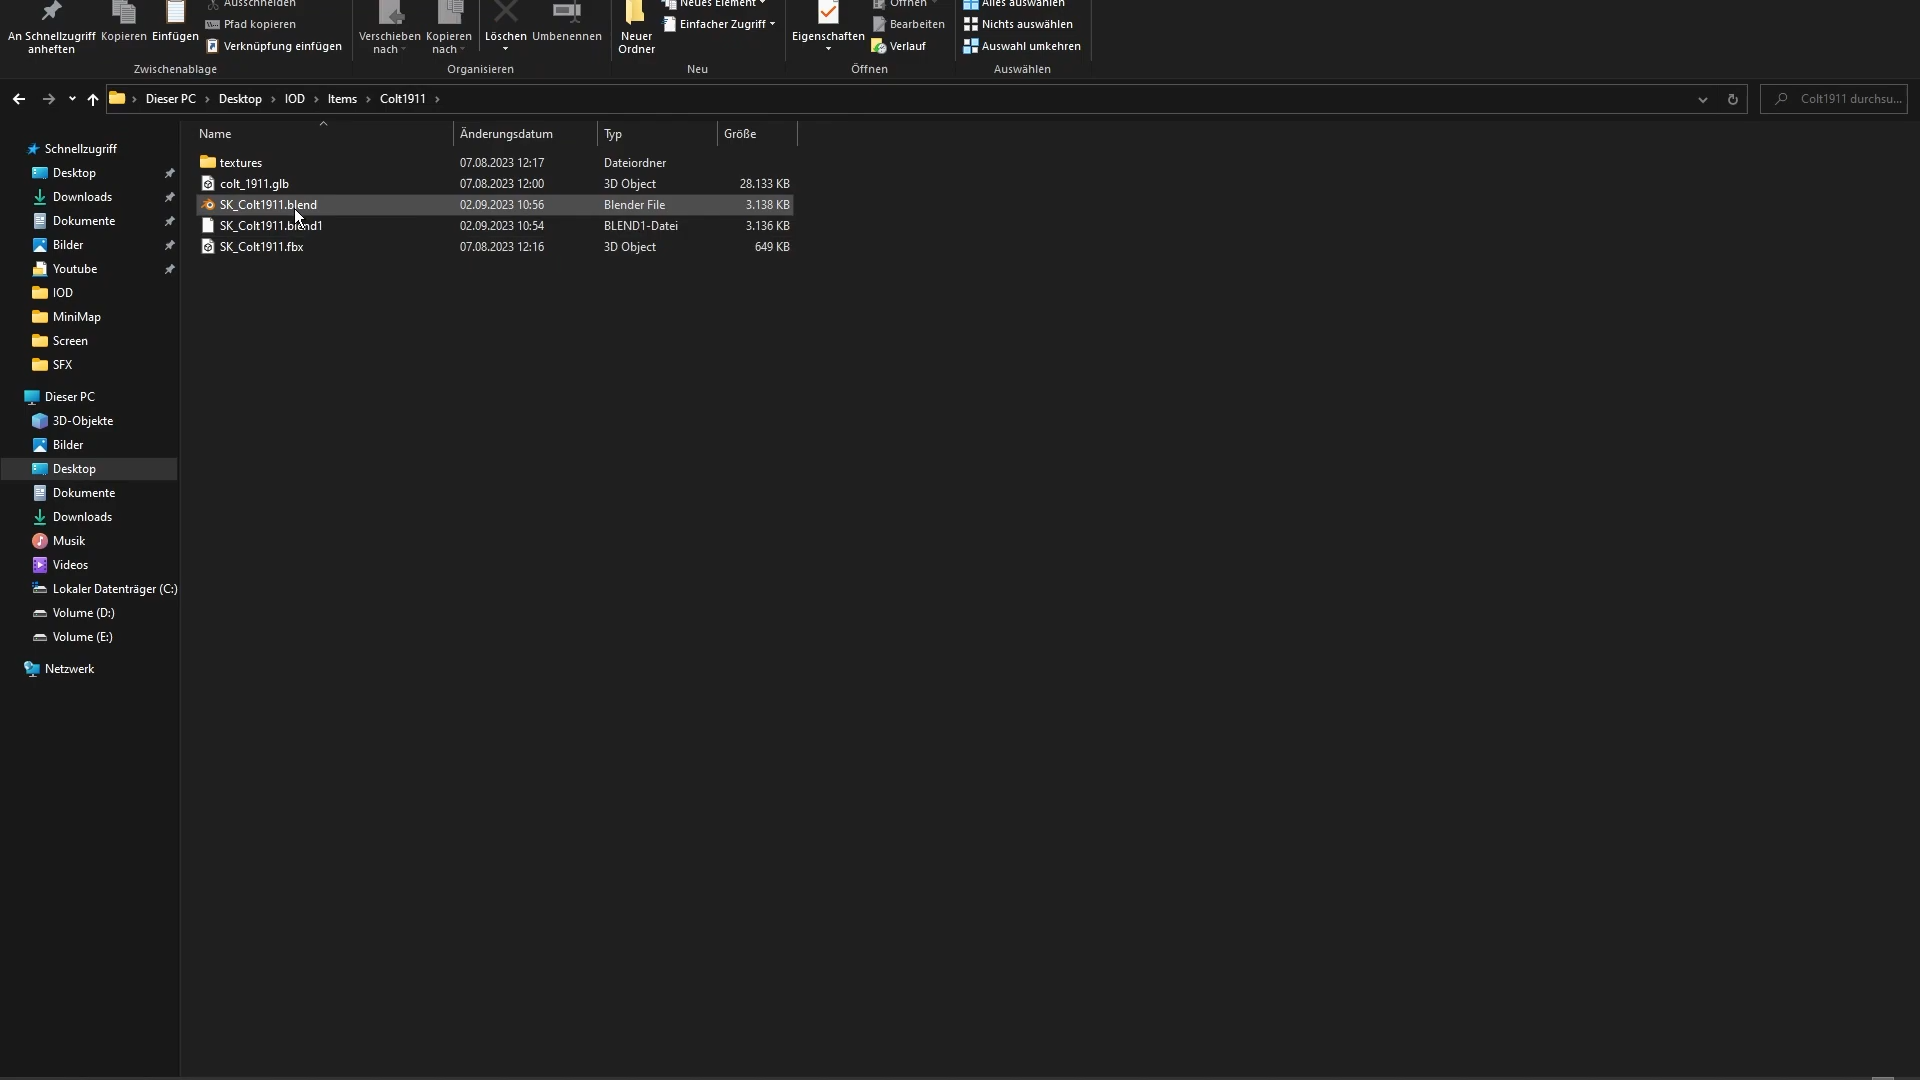 Ausschneiden
Neues Element
Öffnen
Alles auswählen
Pfad kopieren
Einfacher Zugriff
Bearbeiten
Nichts auswählen
An Schnellzugriff anheften
Kopieren
Einfügen
Verknüpfung einfügen
Verschieben nach
Kopieren nach
Löschen
Umbenennen
Neuer Ordner
Eigenschaften
Verlauf
Auswahl umkehren
Zwischenablage
Organisieren
Neu
Öffnen
Auswählen
Dieser PC > Desktop > IOD > Items > Colt1911 >
Colt1911 durchsu...
Name Änderungsdatum Typ Größe
textures 07.08.2023 12:17 Dateiordner
colt_1911.glb 07.08.2023 12:00 3D Object 28.133 KB
SK_Colt1911.blend 02.09.2023 10:56 Blender File 3.138 KB
SK_Colt1911.blend1 02.09.2023 10:54 BLEND1-Datei 3.136 KB
SK_Colt1911.fbx 07.08.2023 12:16 3D Object 649 KB
Schnellzugriff
Desktop
Downloads
Dokumente
Bilder
Youtube
IOD
MiniMap
Screen
SFX
Dieser PC
3D-Objekte
Bilder
Desktop
Dokumente
Downloads
Musik
Videos
Lokaler Datenträger (C:)
Volume (D:)
Volume (E:)
Netzwerk